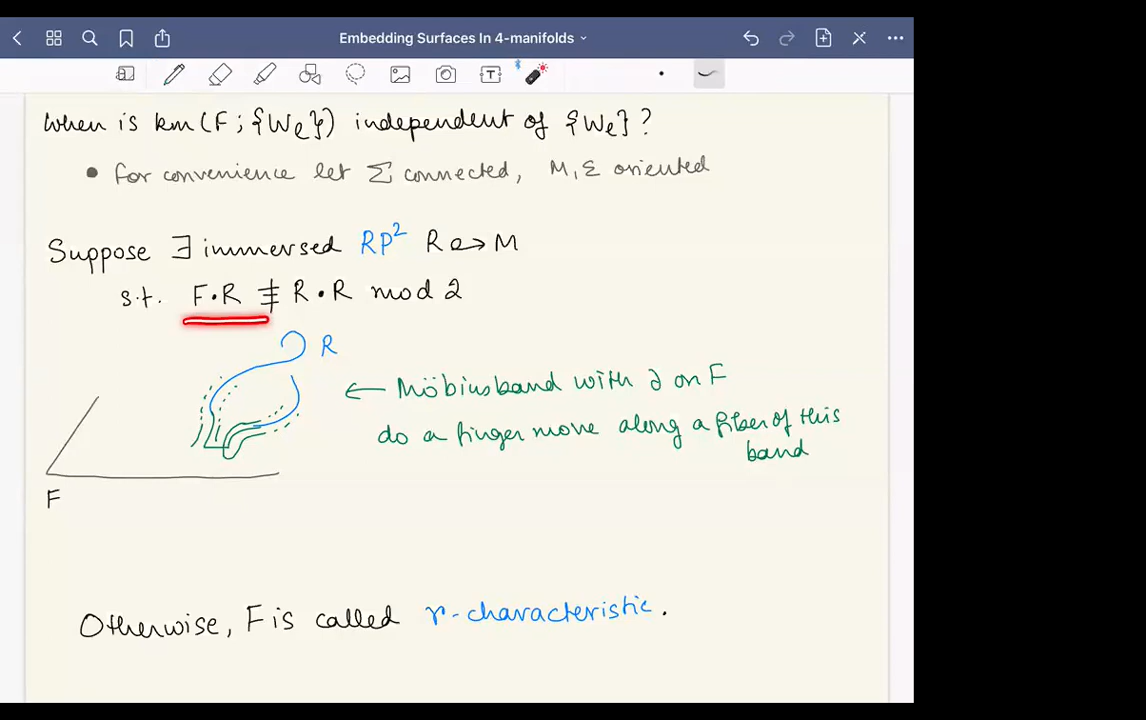 Embedding Surfaces In 4-manifolds
When is km(F; {Wℓ}) independent of {Wℓ}?
• For convenience let Σ connected, M, Σ oriented
Suppose ∃ immersed RP² R ↬ M
s.t. F·R ≢ R·R mod 2
R
← Möbius band with ∂ on F
do a finger move along a fiber of this
band
F
Otherwise, F is called r-characteristic.